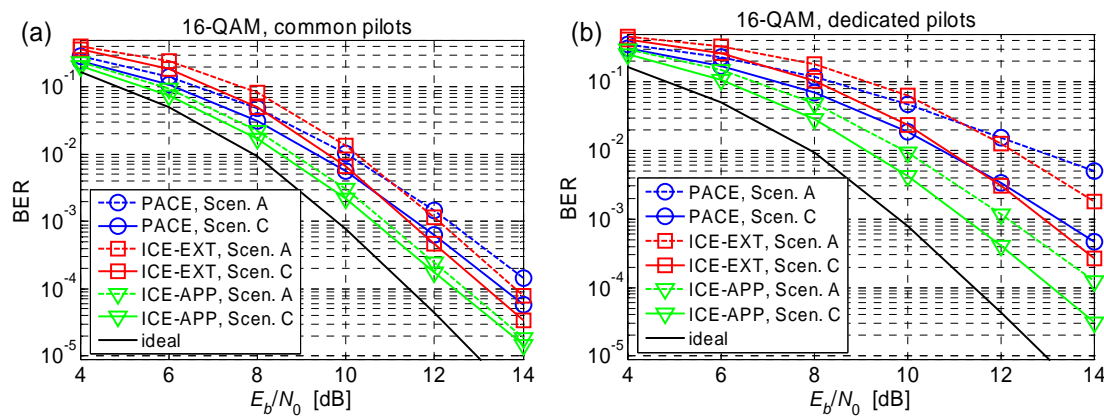 (a)
16-QAM, common pilots
BER
10^-1
10^-2
10^-3
10^-4
10^-5
PACE, Scen. A
PACE, Scen. C
ICE-EXT, Scen. A
ICE-EXT, Scen. C
ICE-APP, Scen. A
ICE-APP, Scen. C
ideal
4 6 8 10 12 14
E_b/N_0 [dB]
(b)
16-QAM, dedicated pilots
BER
10^-1
10^-2
10^-3
10^-4
10^-5
PACE, Scen. A
PACE, Scen. C
ICE-EXT, Scen. A
ICE-EXT, Scen. C
ICE-APP, Scen. A
ICE-APP, Scen. C
ideal
4 6 8 10 12 14
E_b/N_0 [dB]